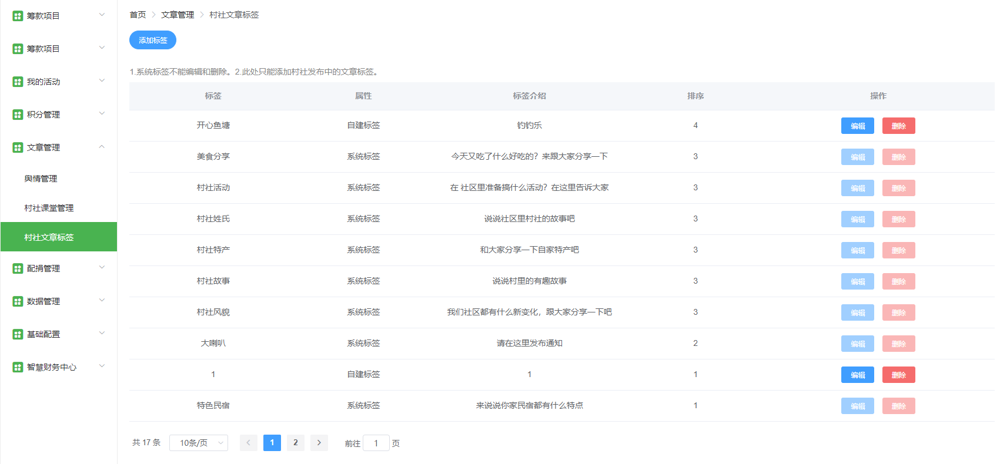 筹款项目
筹款项目
我的活动
积分管理
文章管理
舆情管理
村社课堂管理
村社文章标签
配捐管理
数据管理
基础配置
智慧财务中心
首页 > 文章管理 > 村社文章标签
添加标签
1.系统标签不能编辑和删除。2.此处只能添加村社发布中的文章标签。
标签 属性 标签介绍 排序 操作
开心鱼塘 自建标签 钓钓乐 4 编辑 删除
美食分享 系统标签 今天又吃了什么好吃的？来跟大家分享一下 3 编辑 删除
村社活动 系统标签 在 社区里准备搞什么活动？在这里告诉大家 3 编辑 删除
村社姓氏 系统标签 说说社区里村社的故事吧 3 编辑 删除
村社特产 系统标签 和大家分享一下自家特产吧 3 编辑 删除
村社故事 系统标签 说说村里的有趣故事 3 编辑 删除
村社风貌 系统标签 我们社区都有什么新变化，跟大家分享一下吧 3 编辑 删除
大喇叭 系统标签 请在这里发布通知 2 编辑 删除
1 自建标签 1 1 编辑 删除
特色民宿 系统标签 来说说你家民宿都有什么特点 1 编辑 删除
共 17 条 10条/页 < 1 2 > 前往 1 页